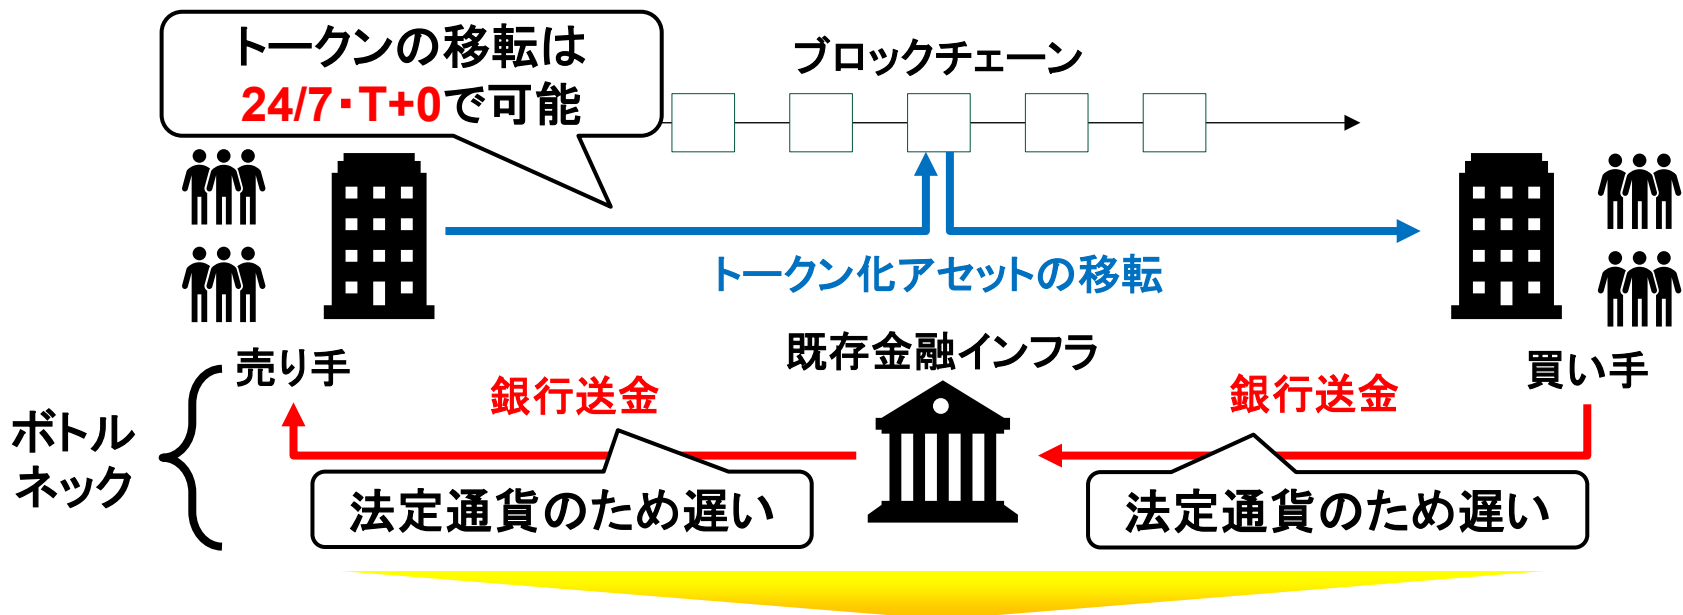 トークンの移転は
24/7・T+0で可能
ブロックチェーン
トークン化アセットの移転
既存金融インフラ
売り手
買い手
銀行送金
銀行送金
ボトル
ネック
法定通貨のため遅い
法定通貨のため遅い